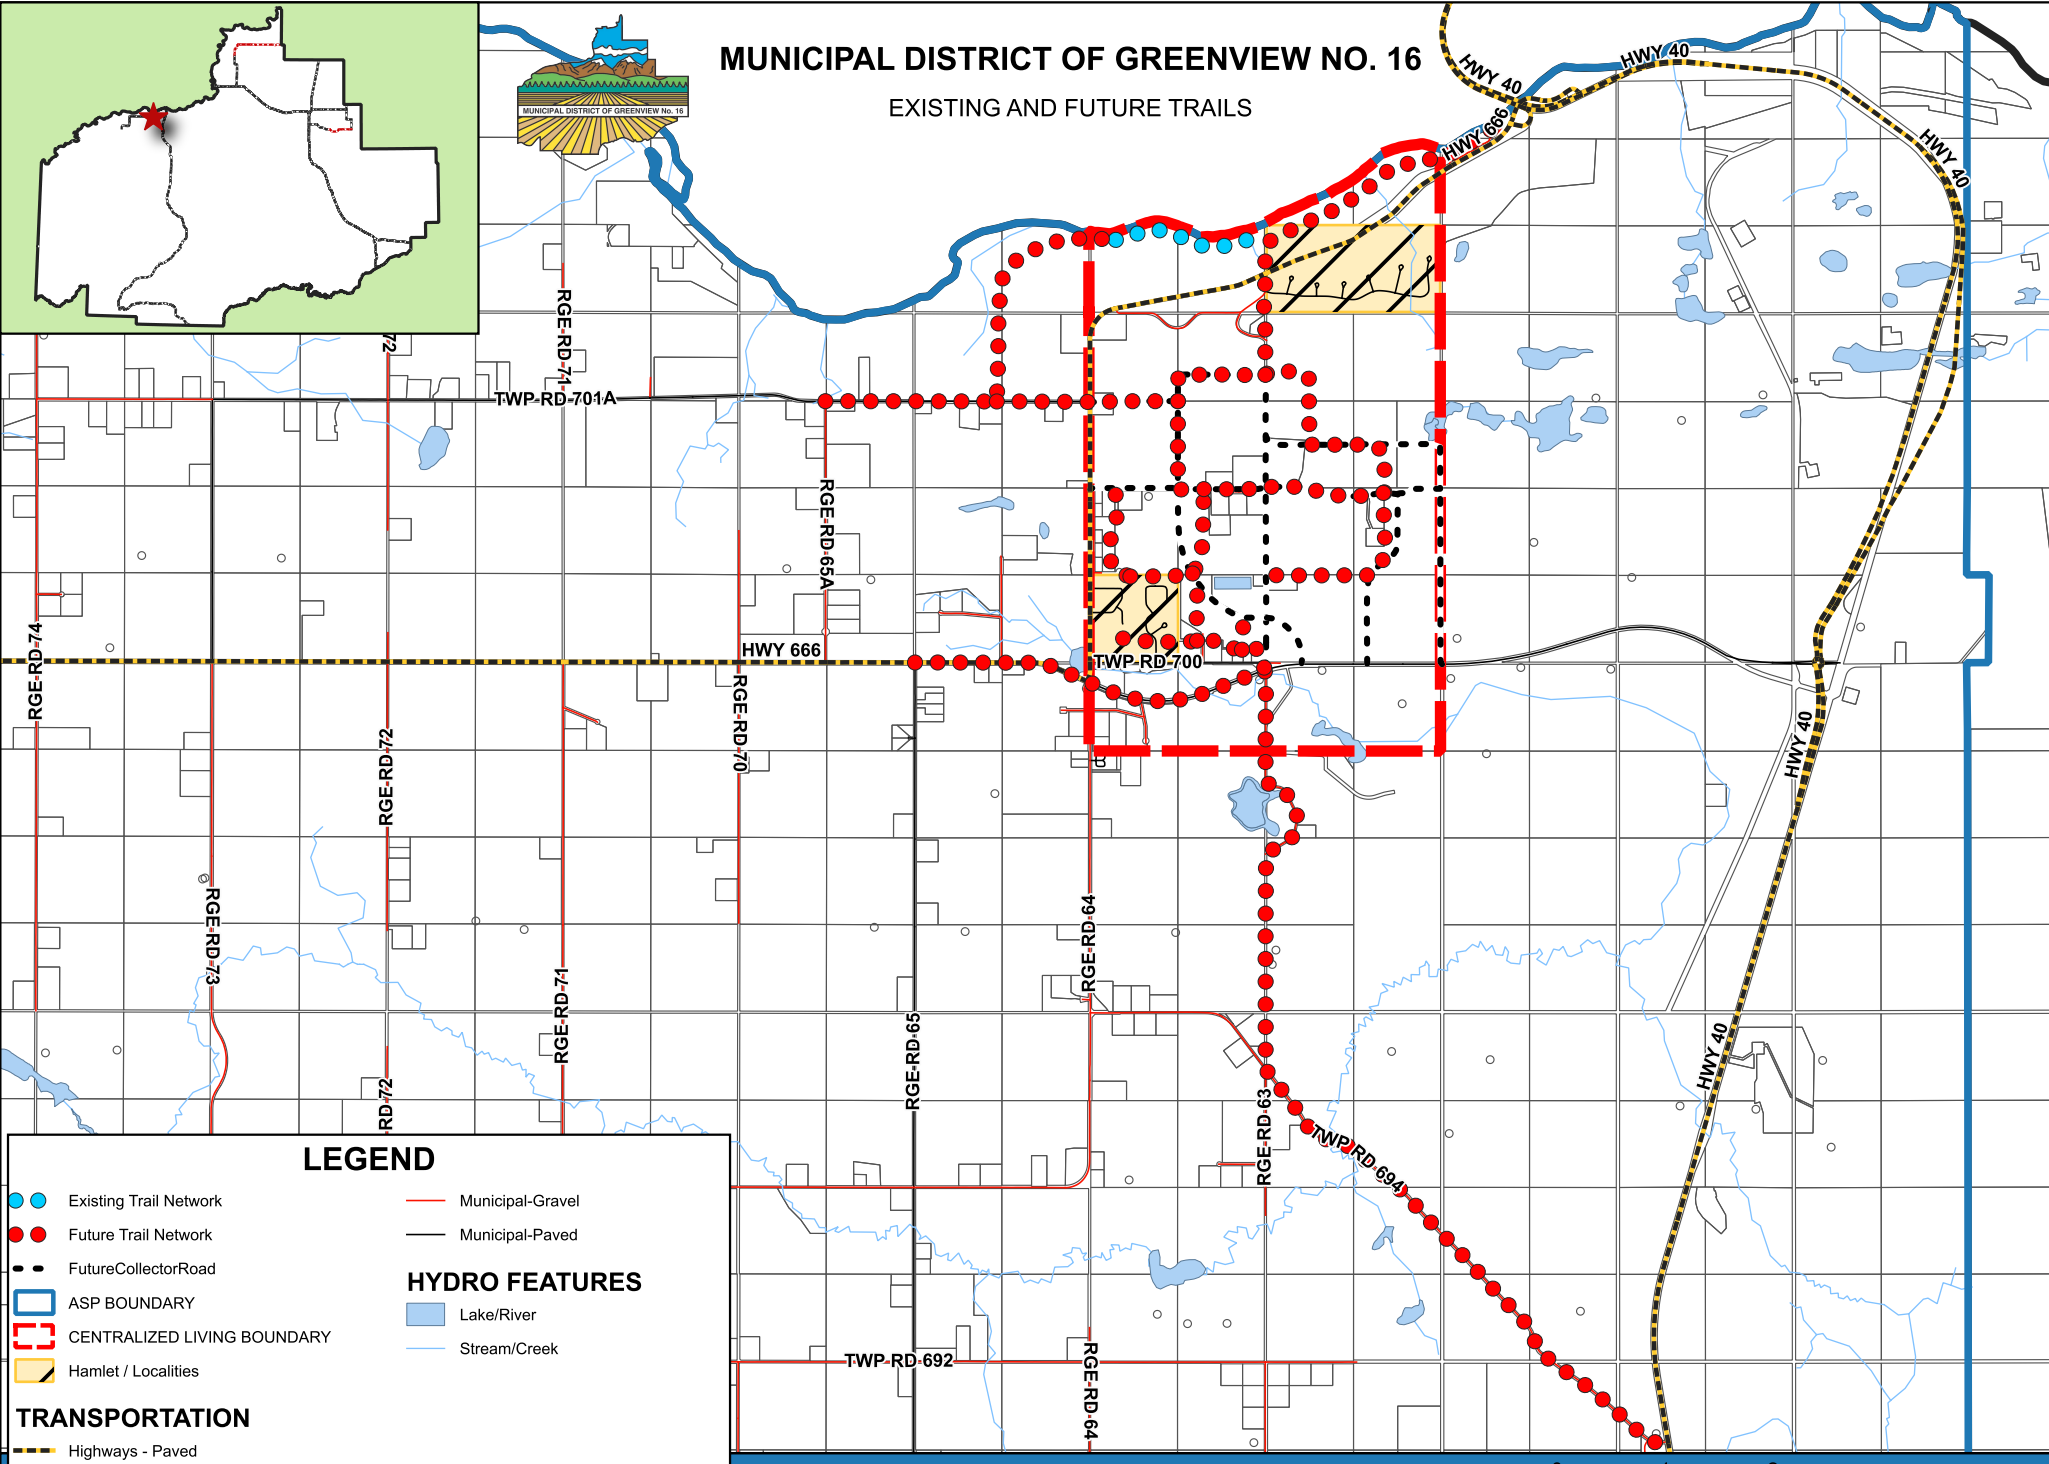 MUNICIPAL DISTRICT OF GREENVIEW NO. 16
EXISTING AND FUTURE TRAILS
MUNICIPAL DISTRICT OF GREENVIEW No. 16
HWY 40
HWY 40
HWY 666
HWY 40
RGE RD 71
72
TWP RD 701A
RGE RD 65A
RGE RD 74
HWY 666
TWP RD 700
RGE RD 70
RGE RD 72
HWY 40
RGE RD 73
RGE RD 64
RGE RD 71
RGE RD 65
HWY 40
RD 72
RGE RD 63
TWP RD 694
TWP RD 692
RGE RD 64
LEGEND
Existing Trail Network
Future Trail Network
FutureCollectorRoad
ASP BOUNDARY
CENTRALIZED LIVING BOUNDARY
Hamlet / Localities
TRANSPORTATION
Highways - Paved
Municipal-Gravel
Municipal-Paved
HYDRO FEATURES
Lake/River
Stream/Creek